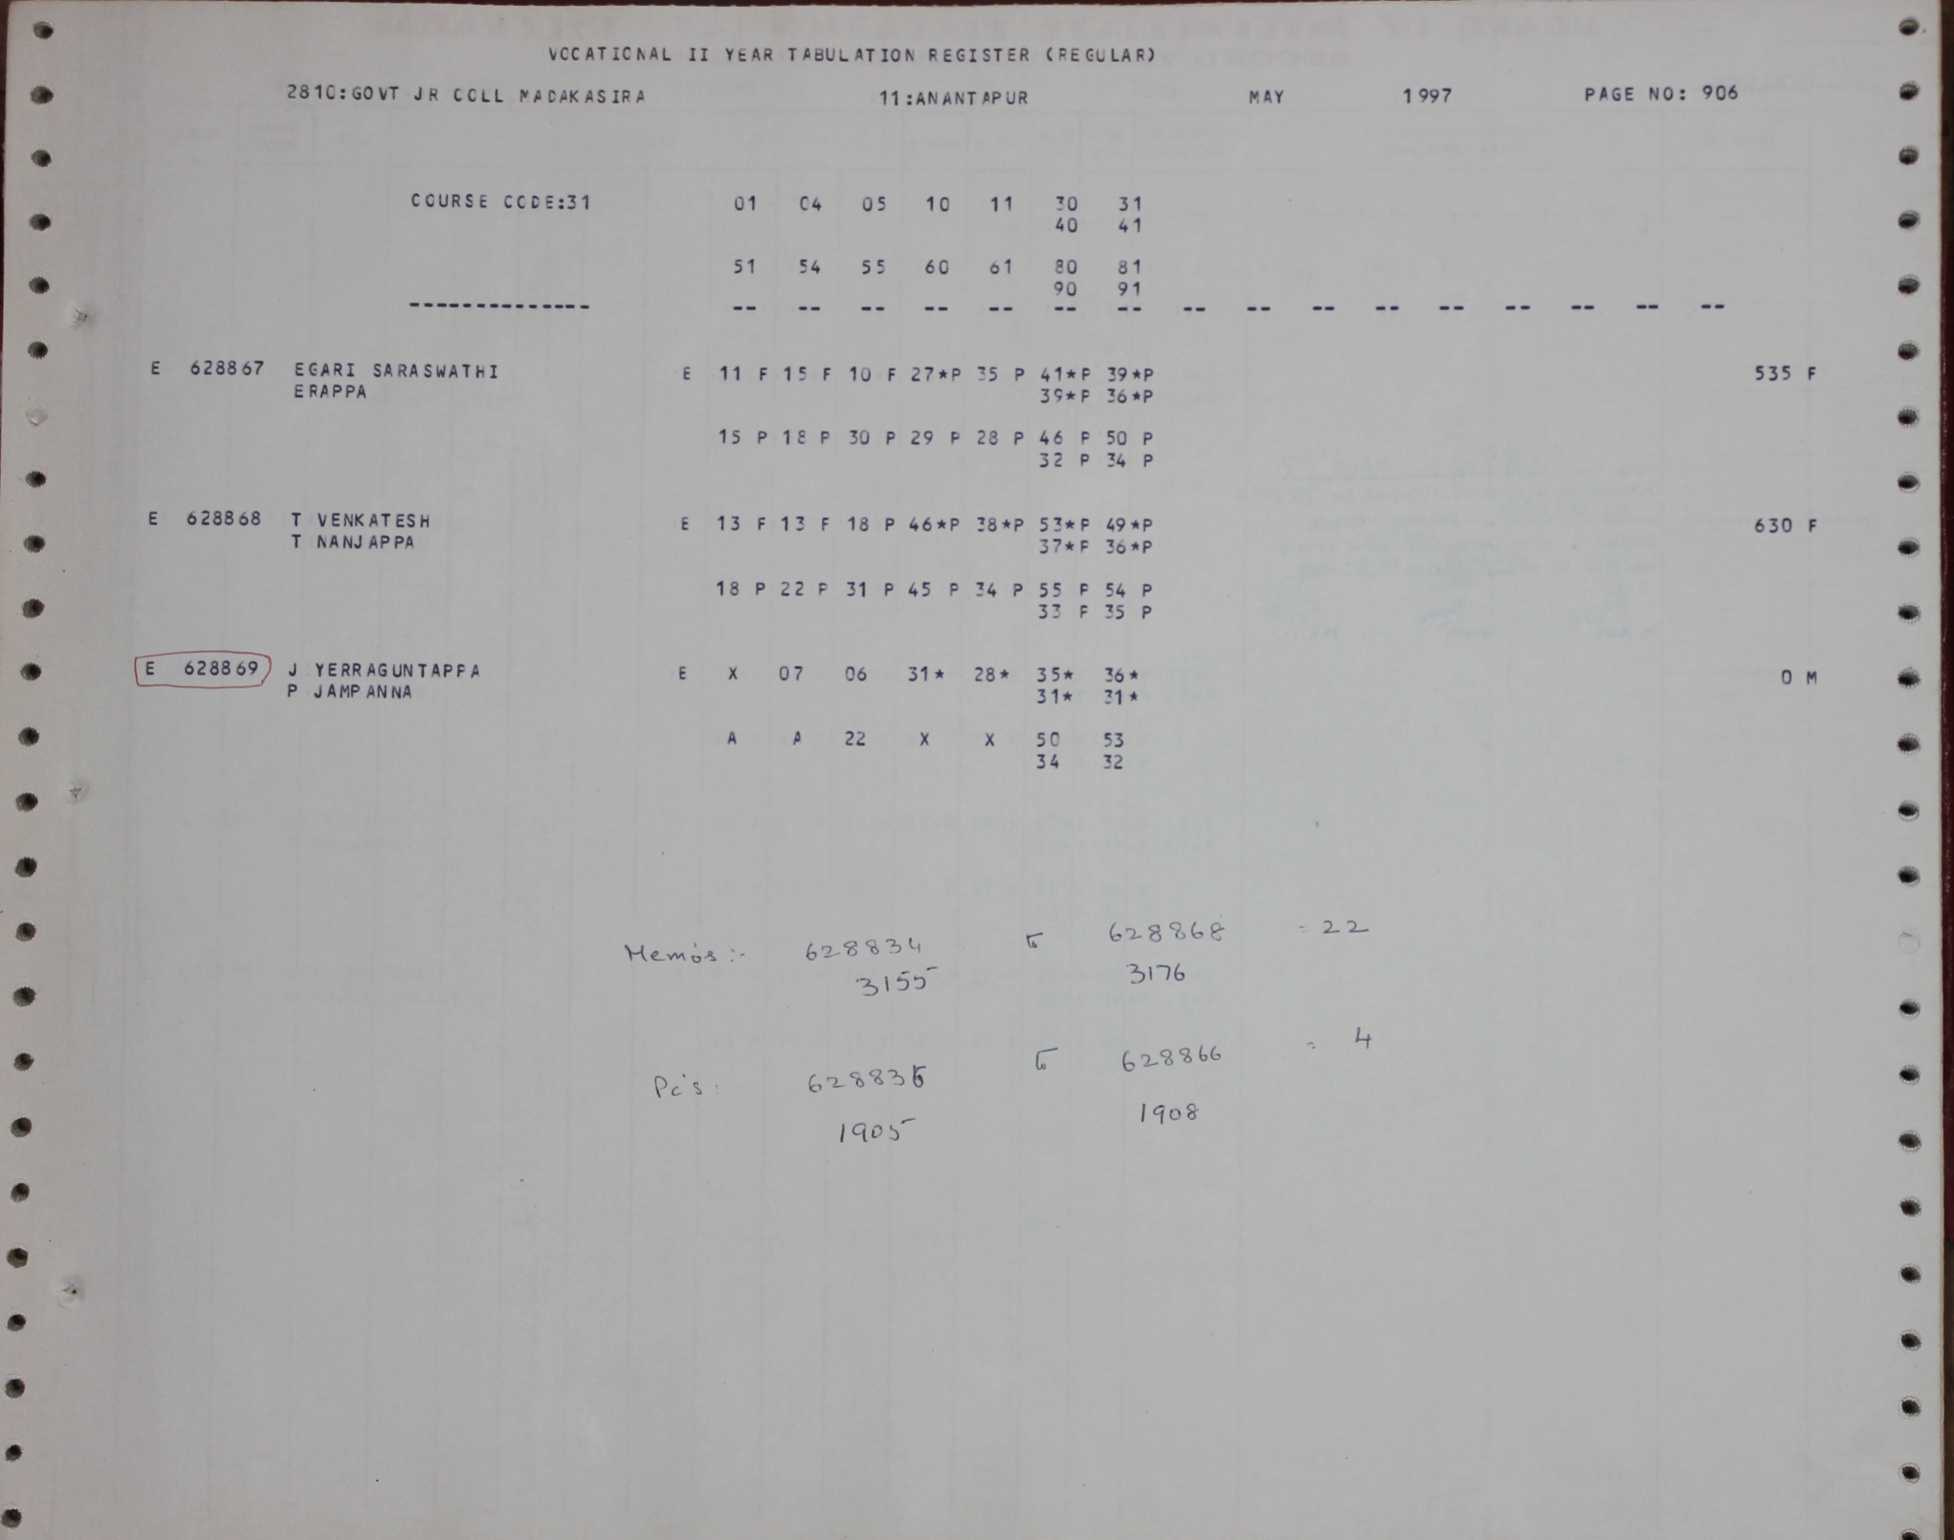 VOCATIONAL II YEAR TABULATION REGISTER (REGULAR)
2810:GOVT JR COLL MADAKASIRA 11:ANANTAPUR MAY 1997 PAGE NO: 906
COURSE CODE:31 01 04 05 10 11 30 31
40 41
51 54 55 60 61 80 81
90 91
-------------- -- -- -- -- -- -- -- -- -- -- -- -- -- -- -- --
E 628867 EGARI SARASWATHI E 11 F 15 F 10 F 27*P 35 P 41*P 39*P 535 F
ERAPPA 39*P 36*P
15 P 18 P 30 P 29 P 28 P 46 P 50 P
32 P 34 P
E 628868 T VENKATESH E 13 F 13 F 18 P 46*P 38*P 53*P 49*P 630 F
T NANJAPPA 37*P 36*P
18 P 22 P 31 P 45 P 34 P 55 P 54 P
33 P 35 P
E 628869 J YERRAGUNTAPPA E X 07 06 31* 28* 35* 36* 0 M
P JAMPANNA 31* 31*
A A 22 X X 50 53
34 32
Memos:- 628834 to 628868 = 22
3155 3176
Pc's: 628836 to 628866 = 4
1905 1908